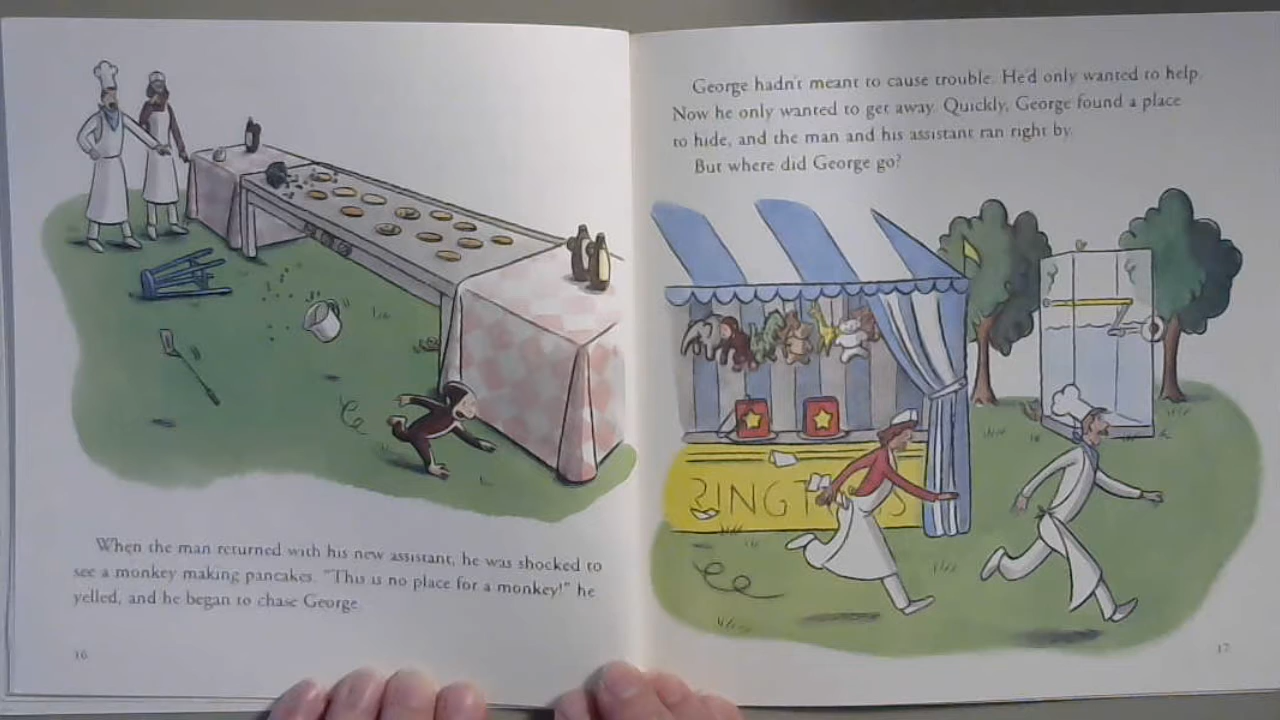 When the man returned with his new assistant, he was shocked to
see a monkey making pancakes. "This is no place for a monkey!" he
yelled, and he began to chase George.
16
George hadn't meant to cause trouble. He'd only wanted to help.
Now he only wanted to get away. Quickly, George found a place
to hide, and the man and his assistant ran right by.
But where did George go?
RING T S
17